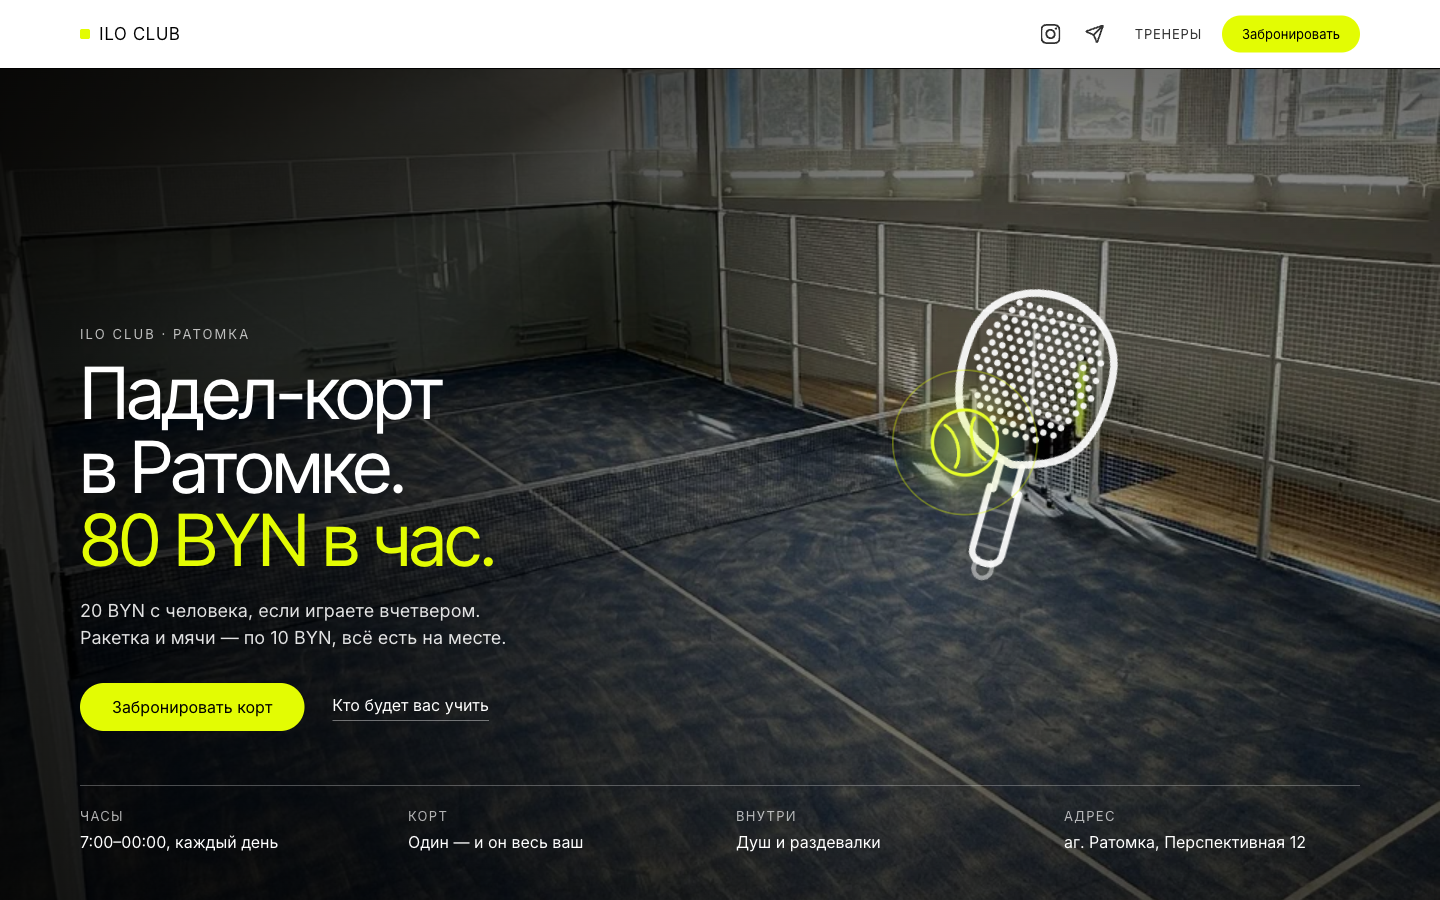 ILO CLUB
ТРЕНЕРЫ
Забронировать
ILO CLUB · РАТОМКА
Падел-корт
в Ратомке.
80 BYN в час.
20 BYN с человека, если играете вчетвером.
Ракетка и мячи — по 10 BYN, всё есть на месте.
Забронировать корт
Кто будет вас учить
ЧАСЫ
7:00–00:00, каждый день
КОРТ
Один — и он весь ваш
ВНУТРИ
Душ и раздевалки
АДРЕС
аг. Ратомка, Перспективная 12